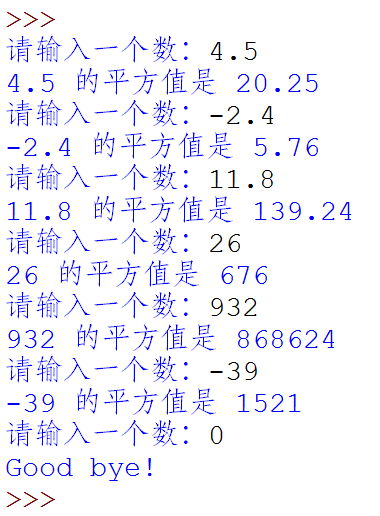 >>>
请输入一个数: 4.5
4.5 的平方值是 20.25
请输入一个数: -2.4
-2.4 的平方值是 5.76
请输入一个数: 11.8
11.8 的平方值是 139.24
请输入一个数: 26
26 的平方值是 676
请输入一个数: 932
932 的平方值是 868624
请输入一个数: -39
-39 的平方值是 1521
请输入一个数: 0
Good bye!
>>>